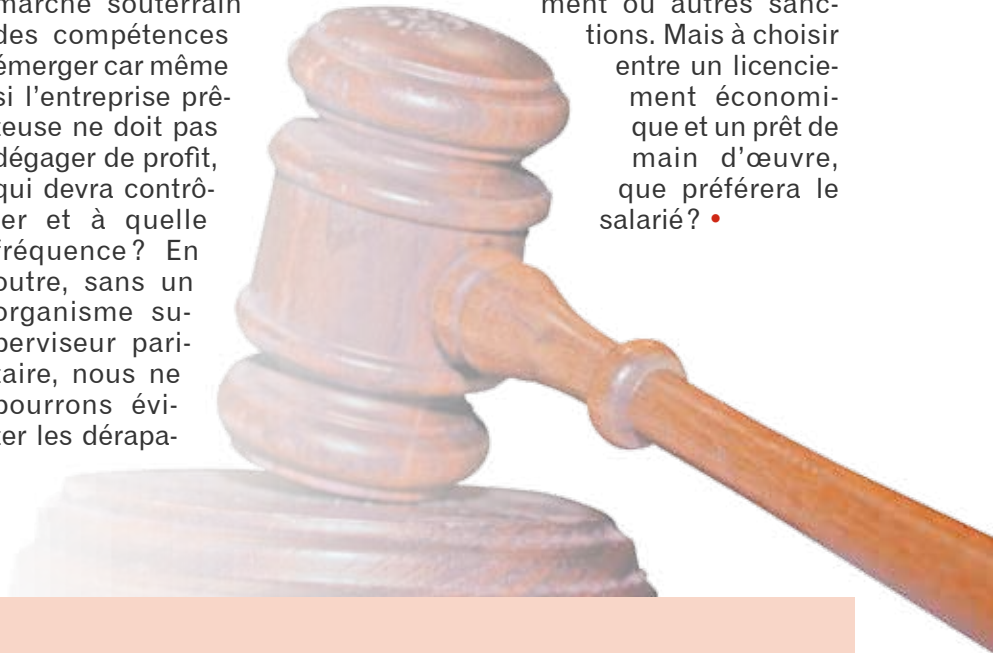 marché souterrain
des compétences
émerger car même
si l'entreprise prê-
teuse ne doit pas
dégager de profit,
qui devra contrô-
ler et à quelle
fréquence ? En
outre, sans un
organisme su-
perviseur pari-
taire, nous ne
pourrons évi-
ter les dérapa-
ment ou autres sanc-
tions. Mais à choisir
entre un licencie-
ment économi-
que et un prêt de
main d'œuvre,
que préférera le
salarié ? •